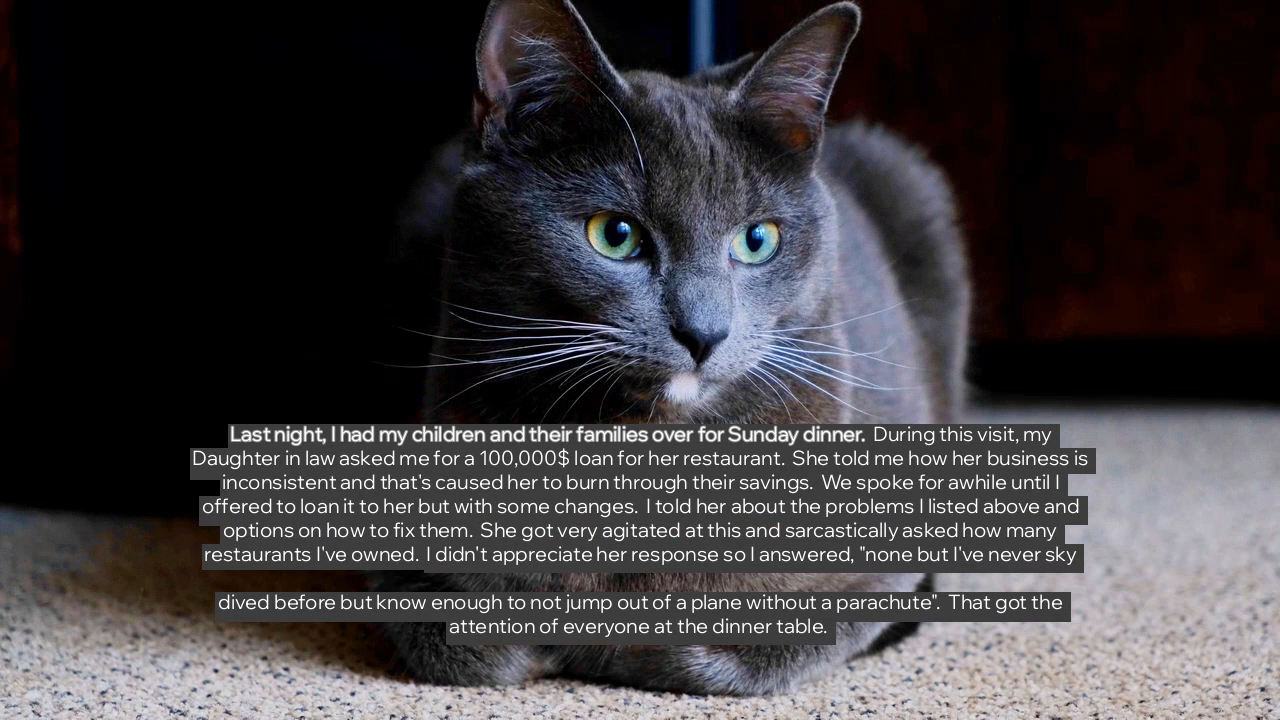 Last night, I had my children and their families over for Sunday dinner. During this visit, my
Daughter in law asked me for a 100,000$ loan for her restaurant. She told me how her business is
inconsistent and that's caused her to burn through their savings. We spoke for awhile until I
offered to loan it to her but with some changes. I told her about the problems I listed above and
options on how to fix them. She got very agitated at this and sarcastically asked how many
restaurants I've owned. I didn't appreciate her response so I answered, "none but I've never sky
dived before but know enough to not jump out of a plane without a parachute". That got the
attention of everyone at the dinner table.